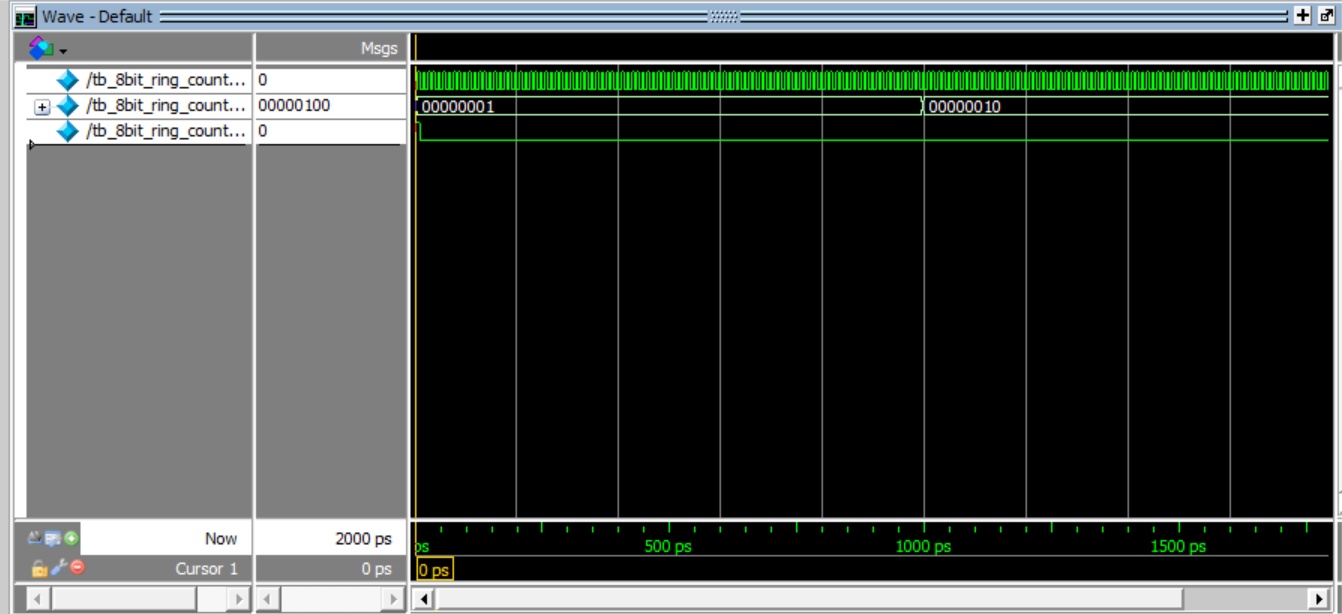 Wave - Default
Msgs
/tb_8bit_ring_count... 0
/tb_8bit_ring_count... 00000100 00000001 00000010
/tb_8bit_ring_count... 0
Now 2000 ps ps 500 ps 1000 ps 1500 ps
Cursor 1 0 ps 0 ps